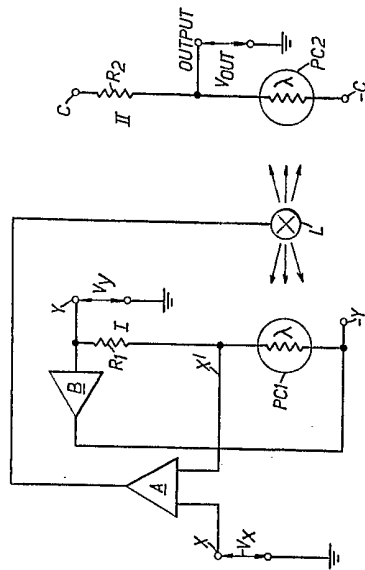 C
R2
II
OUTPUT
VOUT
λ
PC2
-C
L
Y
Vy
B
R1
I
X'
λ
PC1
-Y
A
X
-Vx